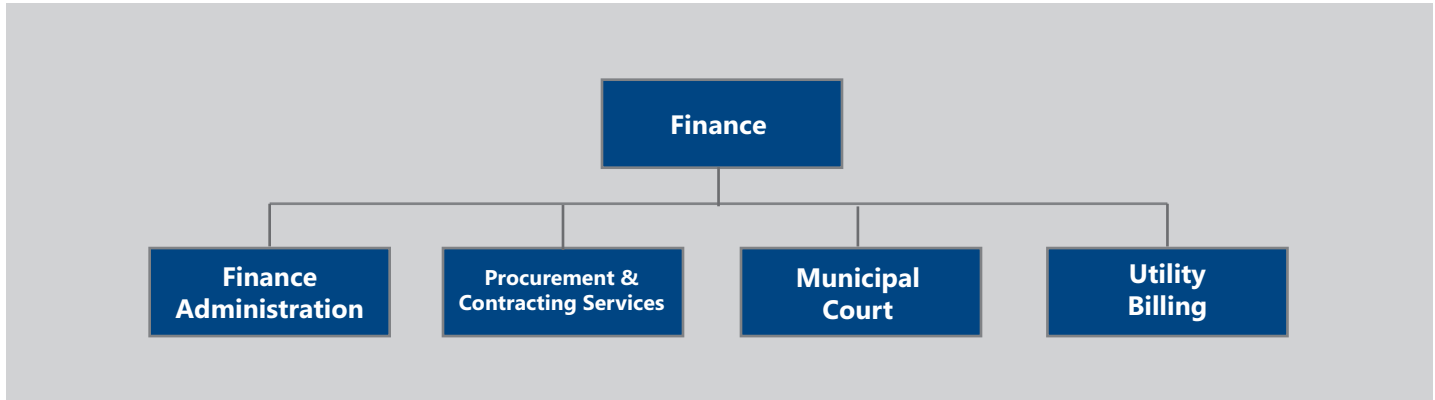 Finance
Finance
Administration
Procurement &
Contracting Services
Municipal
Court
Utility
Billing